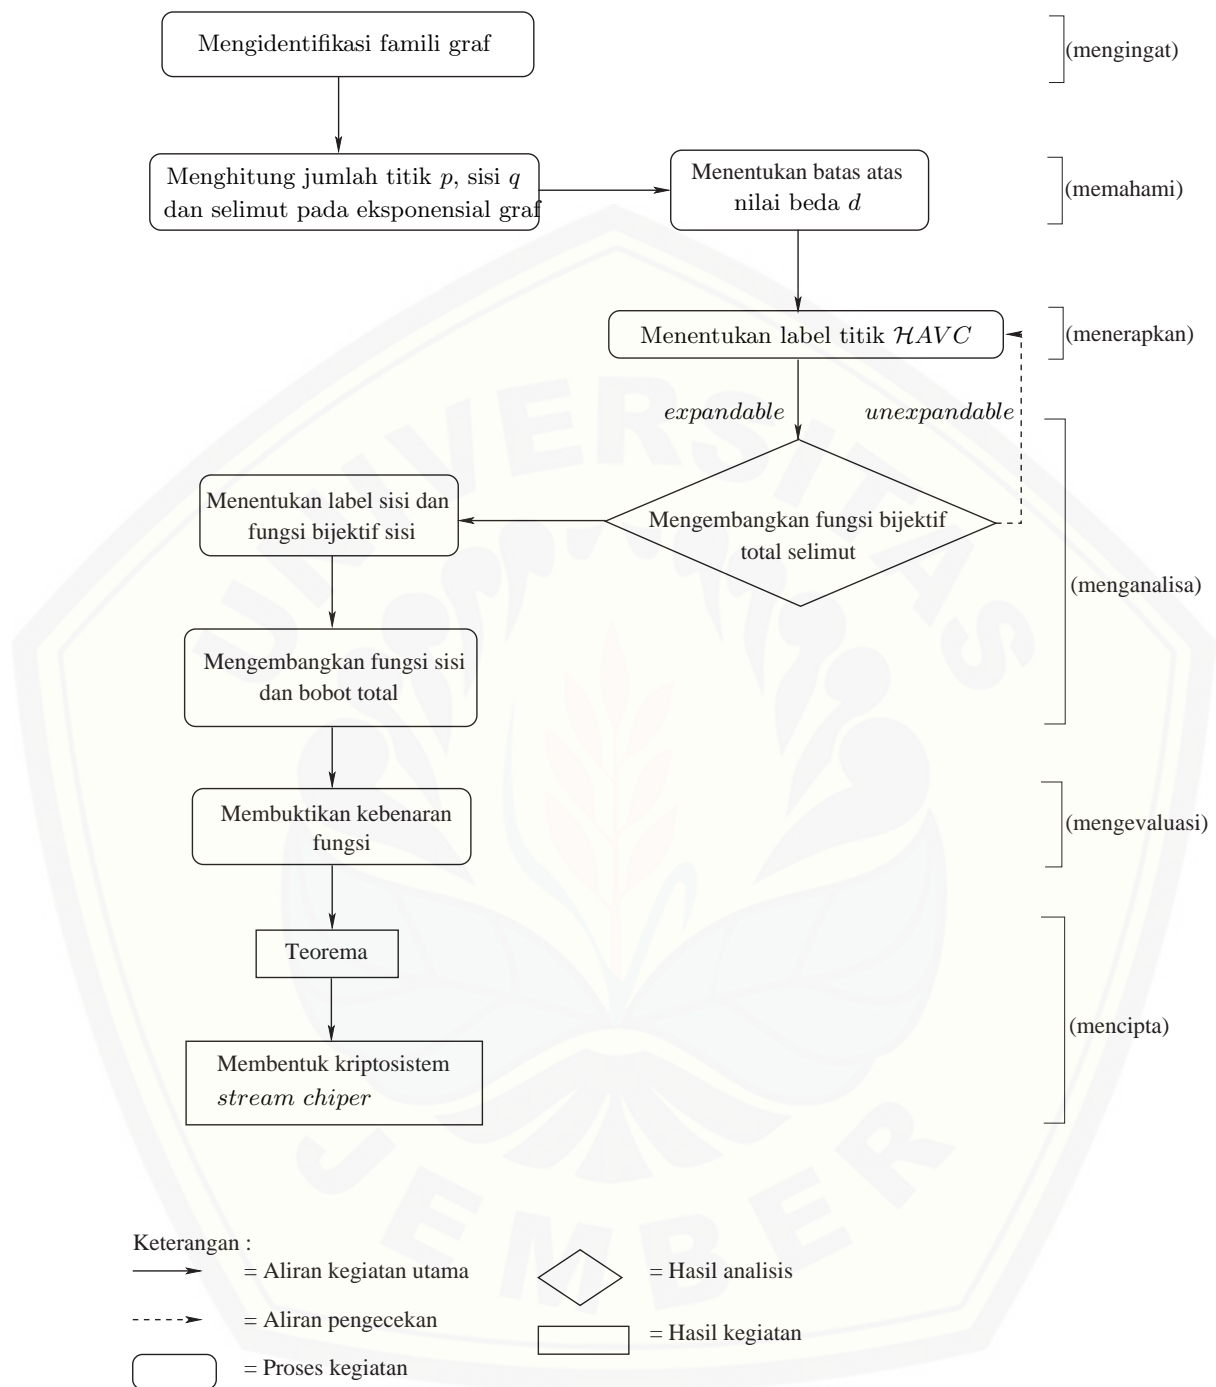 Mengidentifikasi famili graf
(mengingat)
Menghitung jumlah titik p, sisi q
dan selimut pada eksponensial graf
Menentukan batas atas
nilai beda d
(memahami)
Menentukan label titik HAVC
(menerapkan)
expandable
unexpandable
Menentukan label sisi dan
fungsi bijektif sisi
Mengembangkan fungsi bijektif
total selimut
(menganalisa)
Mengembangkan fungsi sisi
dan bobot total
Membuktikan kebenaran
fungsi
(mengevaluasi)
Teorema
Membentuk kriptosistem
stream chiper
(mencipta)
Keterangan :
= Aliran kegiatan utama
= Hasil analisis
= Aliran pengecekan
= Hasil kegiatan
= Proses kegiatan
UNIVERSITAS
JEMBER